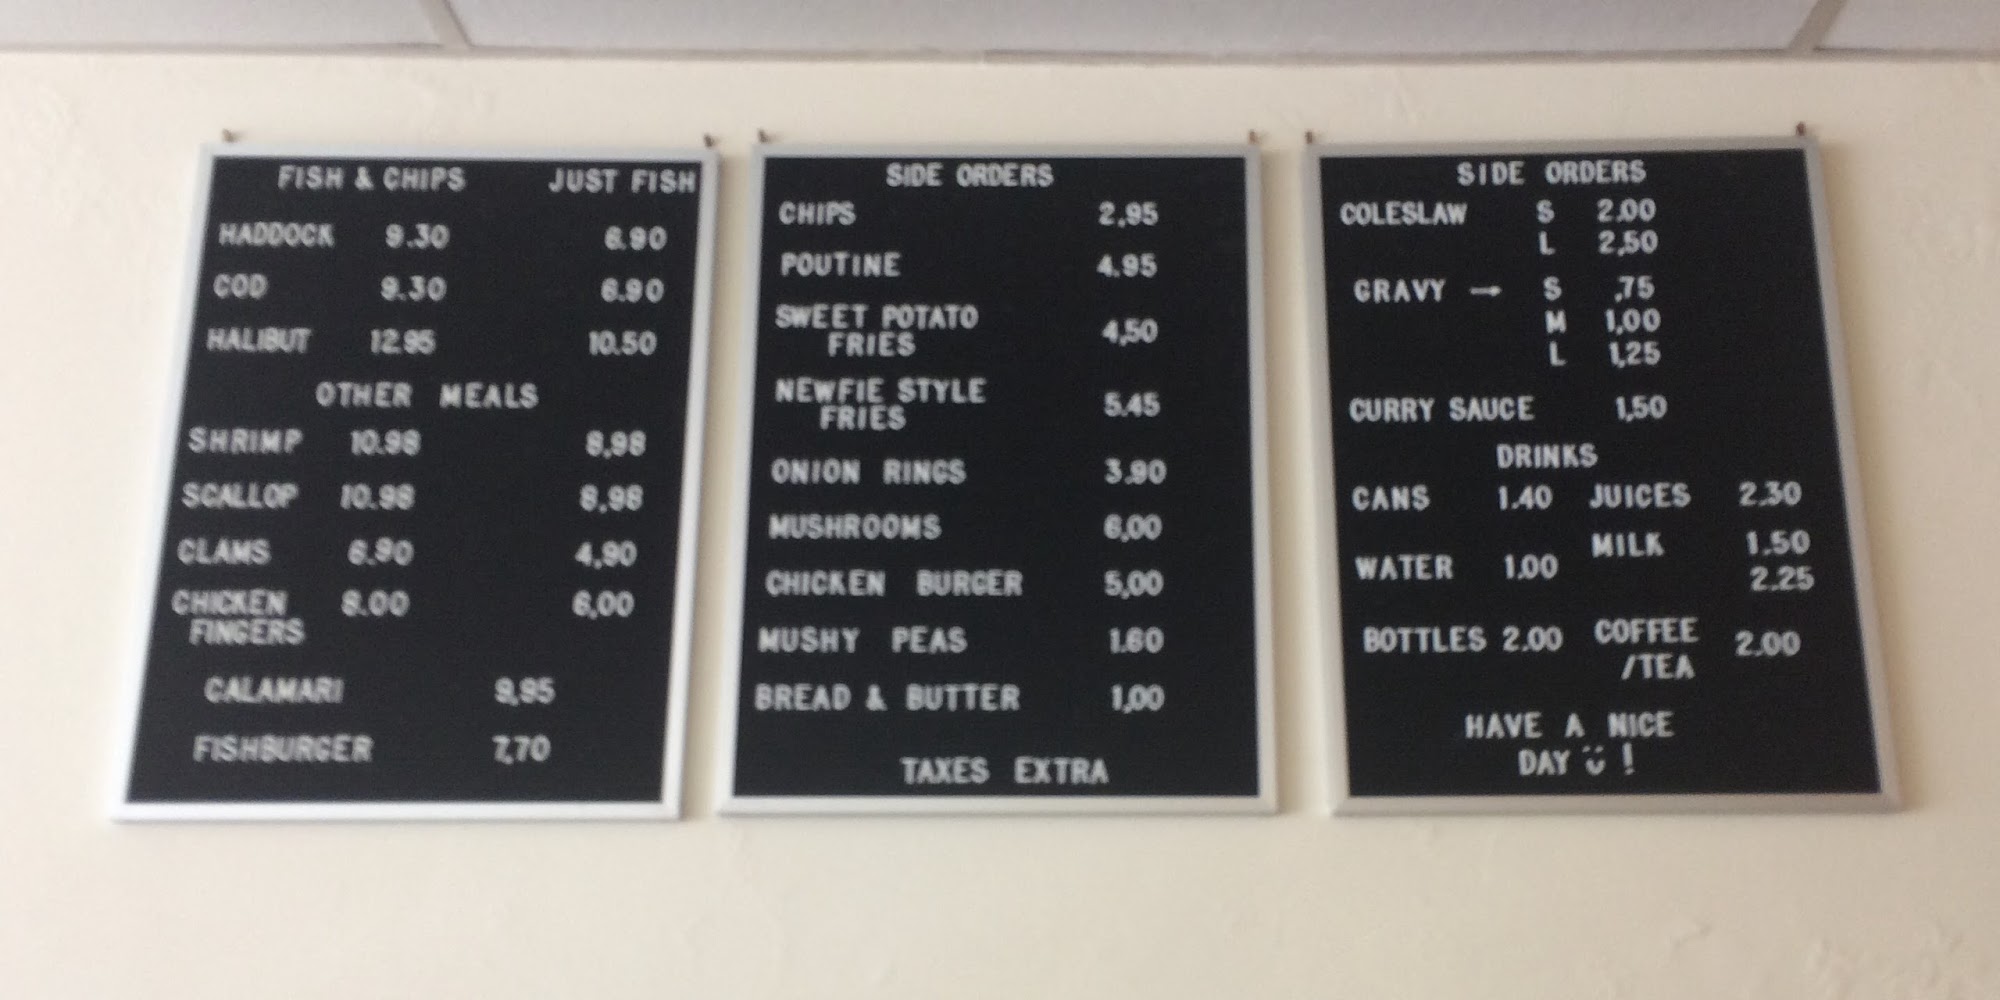 FISH & CHIPS JUST FISH
HADDOCK 9.30 6.90
COD 9.30 6.90
HALIBUT 12.95 10.50
OTHER MEALS
SHRIMP 10.98 8,98
SCALLOP 10.98 8,98
CLAMS 6.90 4,90
CHICKEN 8.00 6,00
FINGERS
CALAMARI 9,95
FISHBURGER 7,70
SIDE ORDERS
CHIPS 2,95
POUTINE 4.95
SWEET POTATO
FRIES 4,50
NEWFIE STYLE
FRIES 5.45
ONION RINGS 3.90
MUSHROOMS 6,00
CHICKEN BURGER 5,00
MUSHY PEAS 1.60
BREAD & BUTTER 1,00
TAXES EXTRA
SIDE ORDERS
COLESLAW S 2.00
L 2,50
GRAVY → S ,75
M 1,00
L 1,25
CURRY SAUCE 1,50
DRINKS
CANS 1.40 JUICES 2.30
MILK 1.50
WATER 1.00
2.25
BOTTLES 2.00 COFFEE 2.00
/TEA
HAVE A NICE
DAY ü !